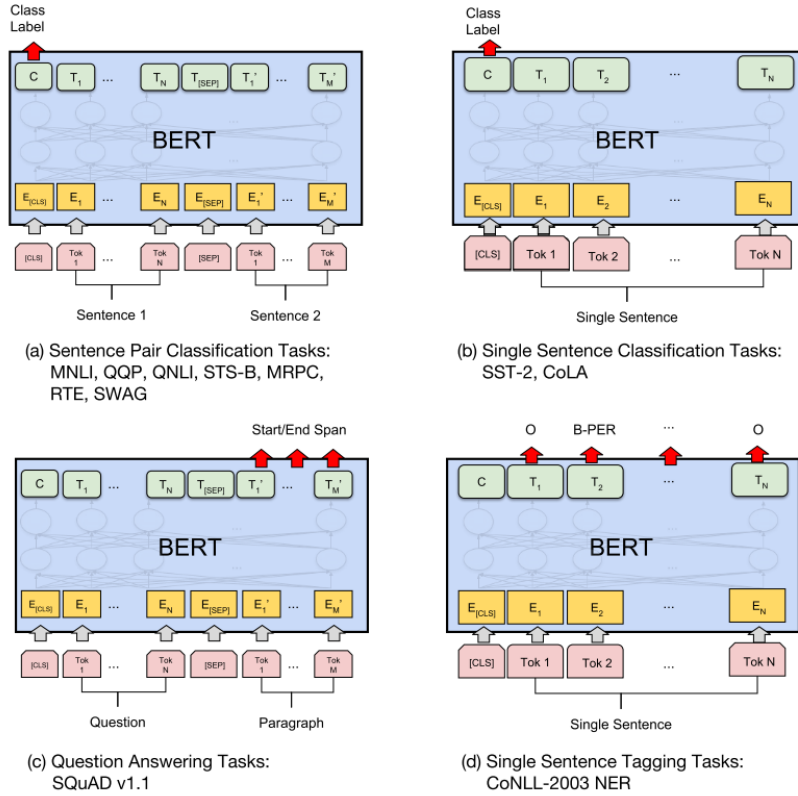 Class
Label
C T1 ... TN T[SEP] T1' ... TM'
...
BERT
...
E[CLS] E1 ... EN E[SEP] E1' ... EM'
[CLS] Tok 1 ... Tok N [SEP] Tok 1 ... Tok M
Sentence 1 Sentence 2
(a) Sentence Pair Classification Tasks:
MNLI, QQP, QNLI, STS-B, MRPC,
RTE, SWAG
Class
Label
C T1 T2 ... TN
...
BERT
...
E[CLS] E1 E2 ... EN
[CLS] Tok 1 Tok 2 ... Tok N
Single Sentence
(b) Single Sentence Classification Tasks:
SST-2, CoLA
Start/End Span
C T1 ... TN T[SEP] T1' ... TM'
...
BERT
...
E[CLS] E1 ... EN E[SEP] E1' ... EM'
[CLS] Tok 1 ... Tok N [SEP] Tok 1 ... Tok M
Question Paragraph
(c) Question Answering Tasks:
SQuAD v1.1
O B-PER ... O
C T1 T2 ... TN
...
BERT
...
E[CLS] E1 E2 ... EN
[CLS] Tok 1 Tok 2 ... Tok N
Single Sentence
(d) Single Sentence Tagging Tasks:
CoNLL-2003 NER